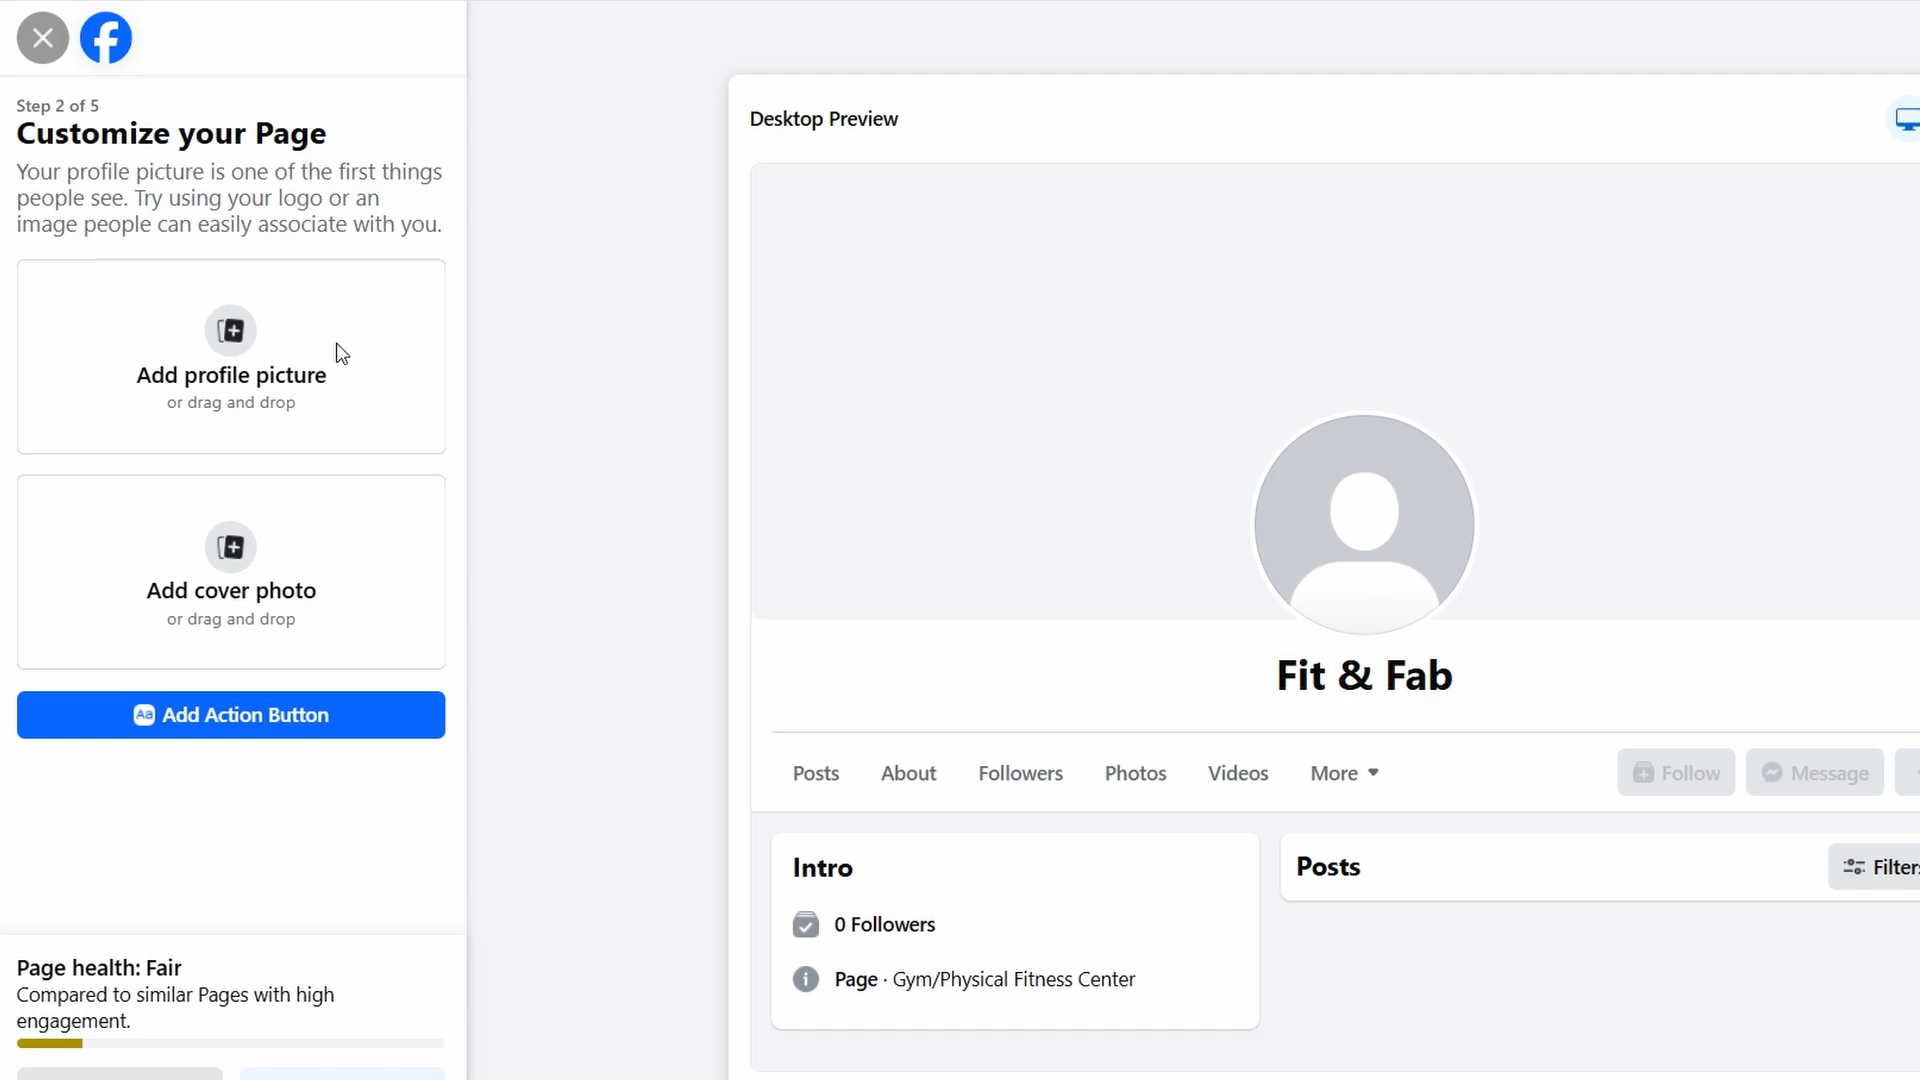 Step 2 of 5
Customize your Page
Your profile picture is one of the first things
people see. Try using your logo or an
image people can easily associate with you.
Add profile picture
or drag and drop
Add cover photo
or drag and drop
Aa Add Action Button
Page health: Fair
Compared to similar Pages with high
engagement.
Desktop Preview
Fit & Fab
Posts About Followers Photos Videos More
Follow Message
Intro
0 Followers
Page · Gym/Physical Fitness Center
Posts
Filters